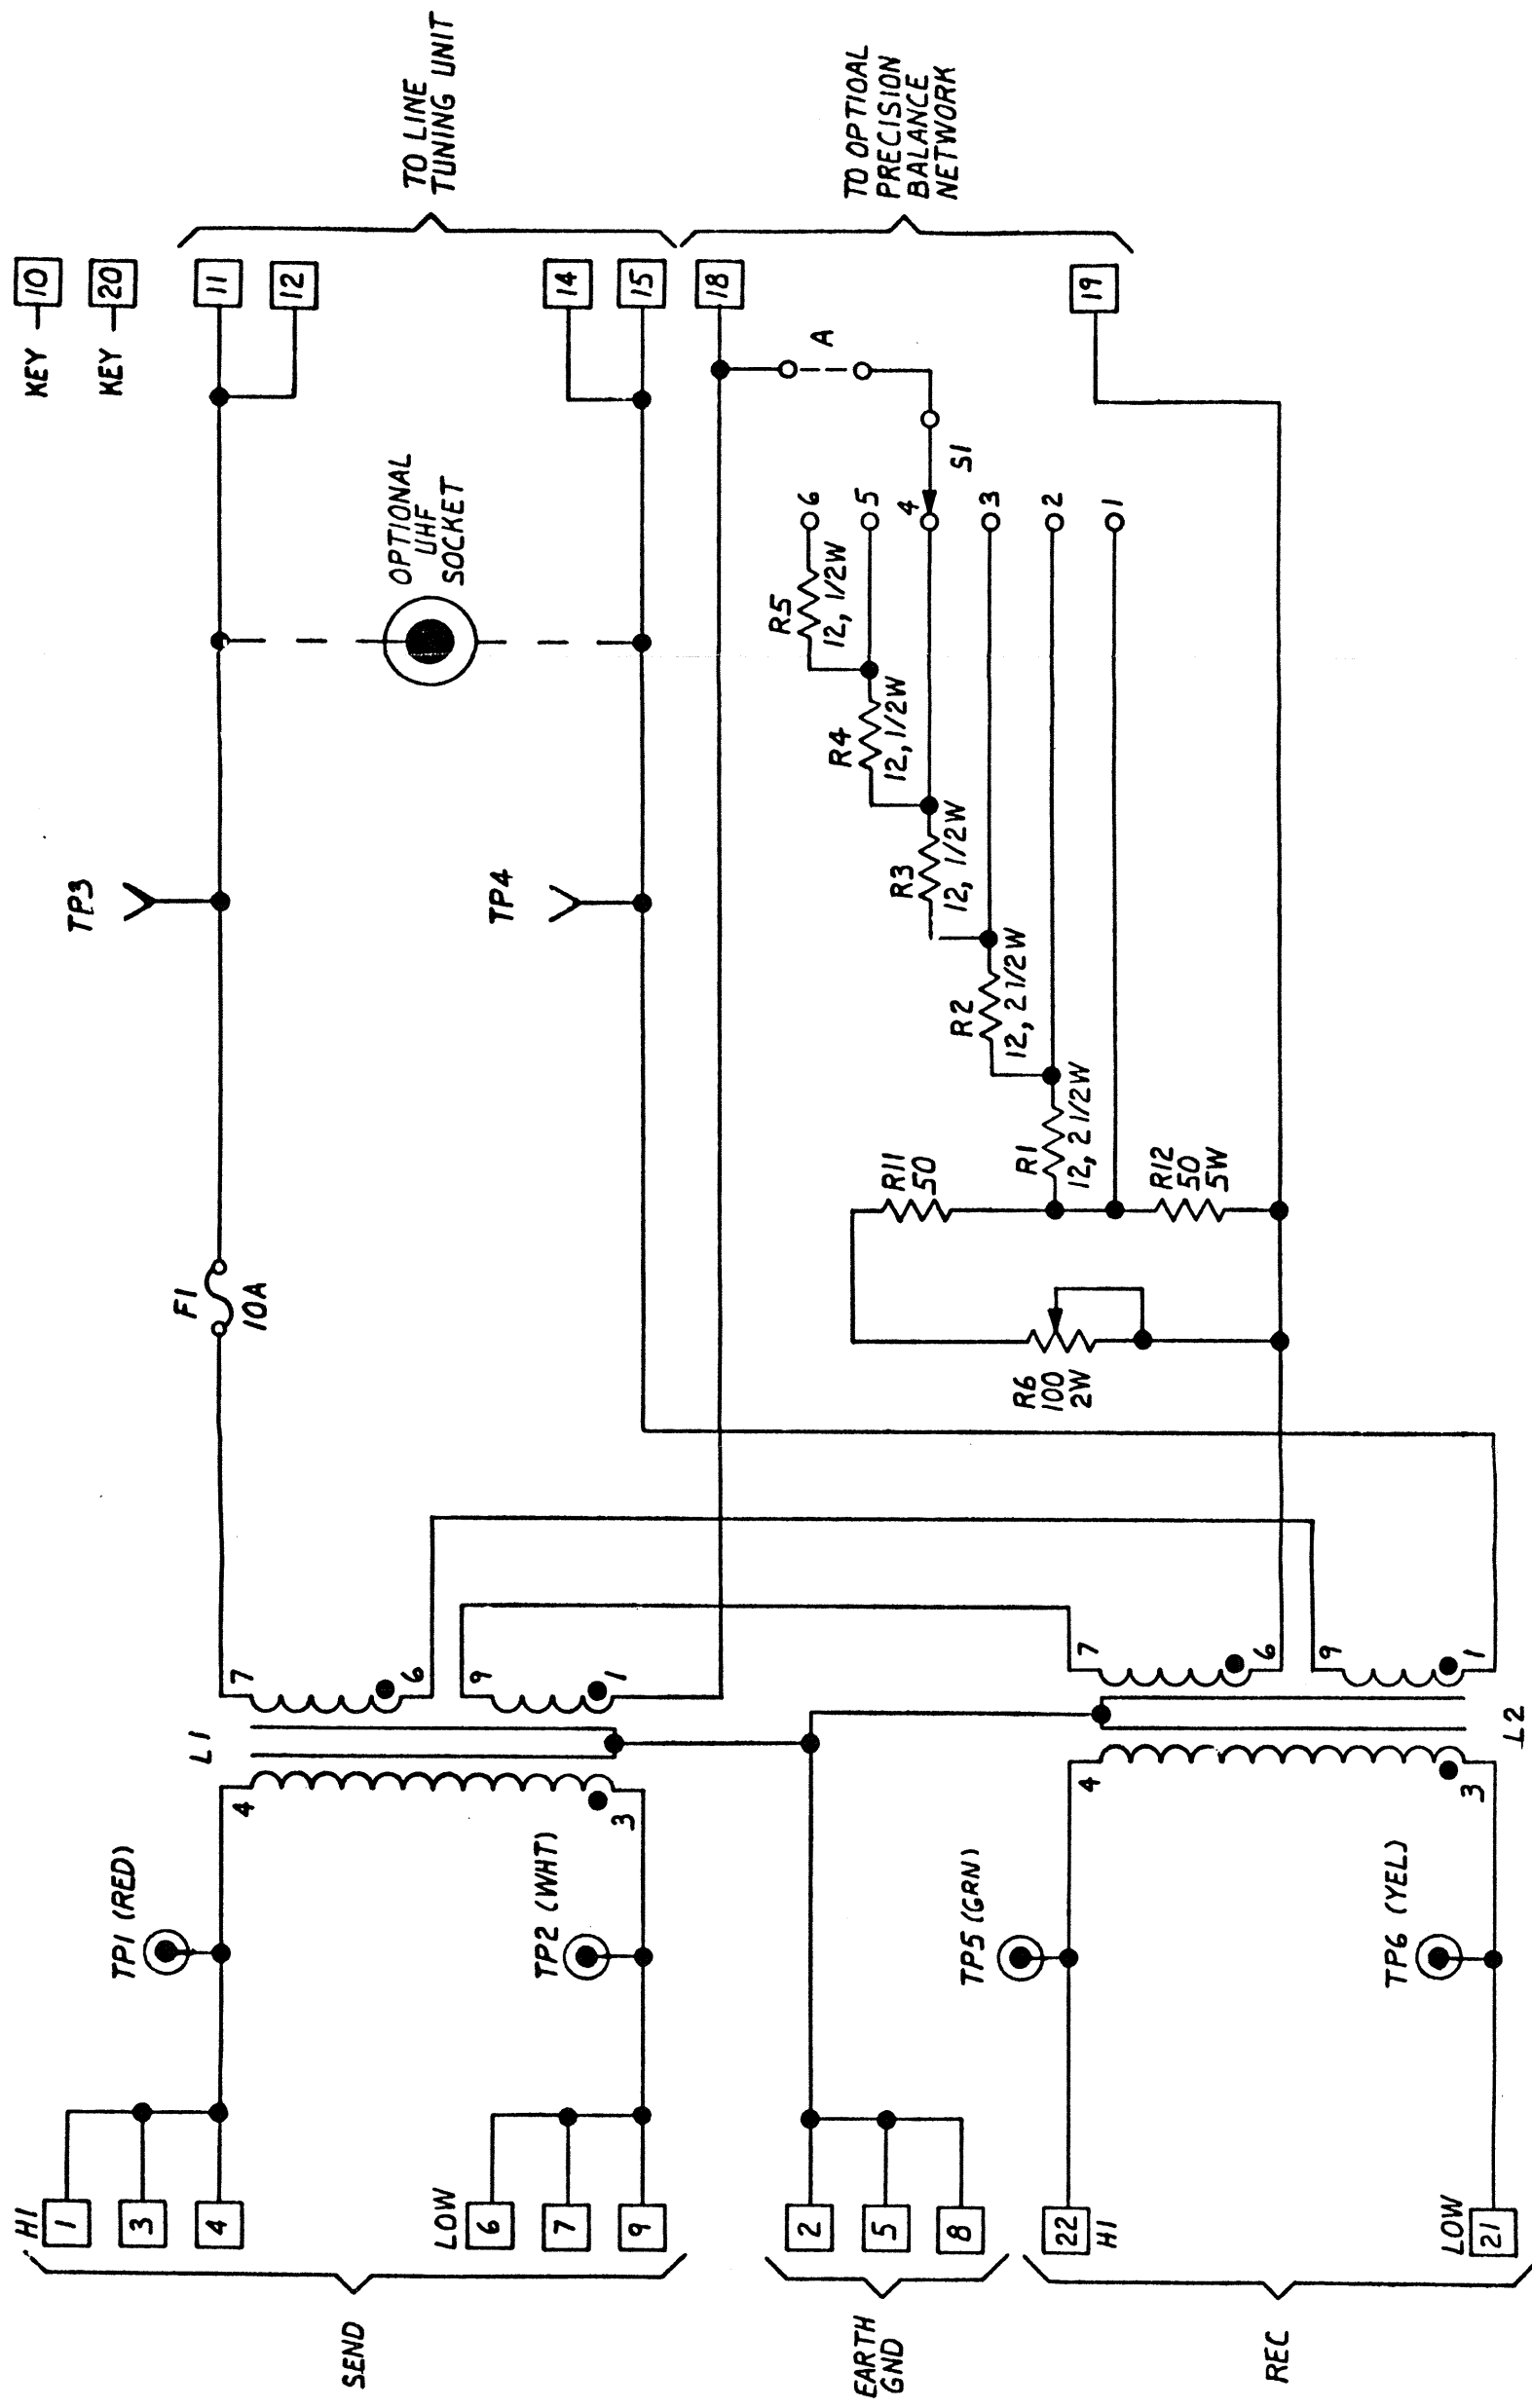 KEY
10
KEY
20
HI
1
3
4
TP1 (RED)
L1
4
7
F1
10A
TP3
11
12
OPTIONAL
UHF
SOCKET
TO LINE
TUNING UNIT
SEND
LOW
6
7
9
TP2 (WHT)
3
6
9
1
TP4
14
15
18
A
EARTH
GND
2
5
8
R5
12, 1/2W
6
R4
12, 1/2W
5
R3
12, 1/2W
4
S1
R2
12, 2 1/2W
3
R1
12, 2 1/2W
2
1
R11
50
R12
50
5W
R6
100
2W
TO OPTIOAL
PRECISION
BALANCE
NETWORK
19
REC
22
HI
TP5 (GRN)
4
7
6
9
1
LOW
21
TP6 (YEL)
3
L2